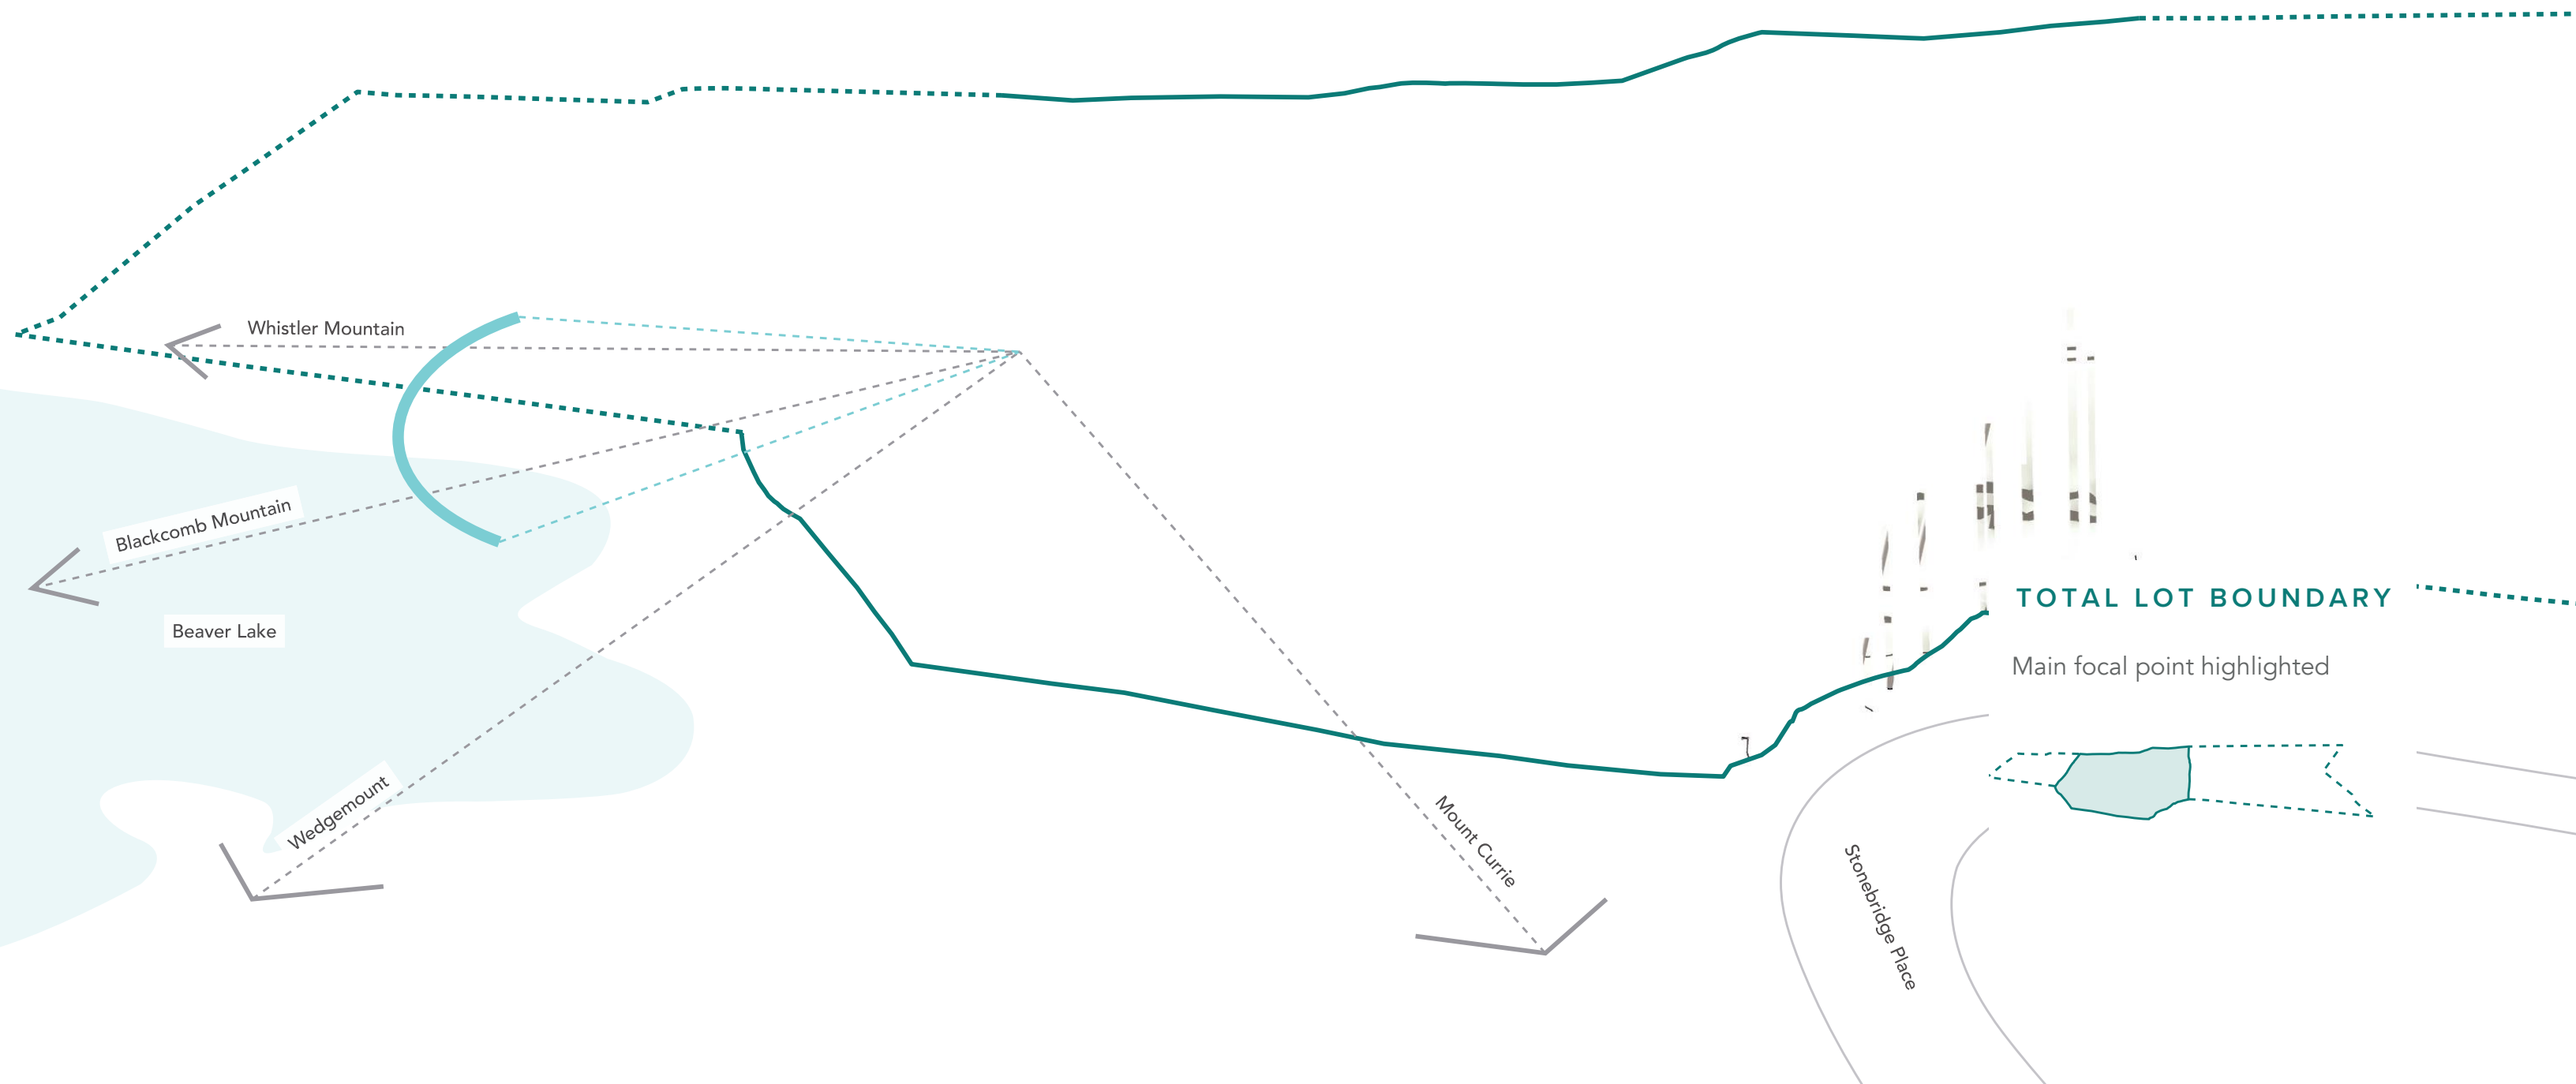 Whistler Mountain
Blackcomb Mountain
Beaver Lake
Wedgemount
Mount Currie
Stonebridge Place
TOTAL LOT BOUNDARY
Main focal point highlighted